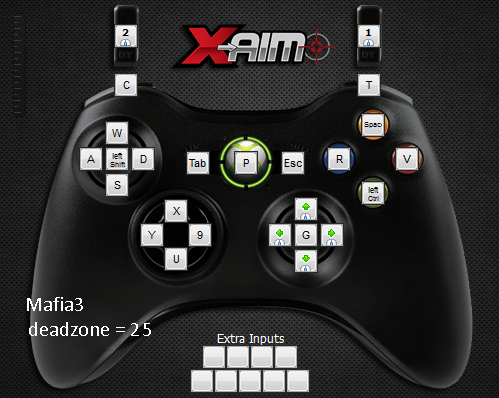 2 1
X-AIM
C T
W Spac
A left Shift D Tab P Esc R V
S left Ctrl
X
Y 9 G
U
Mafia3
deadzone = 25
Extra Inputs